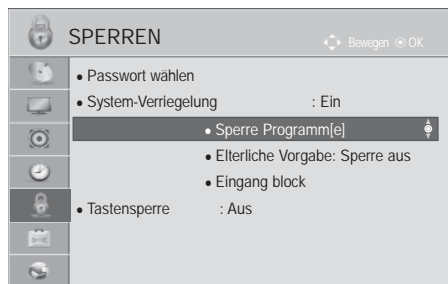 SPERREN
Bewegen OK
• Passwort wählen
• System-Verriegelung : Ein
• Sperre Programm[e]
• Elterliche Vorgabe: Sperre aus
• Eingang block
• Tastensperre : Aus